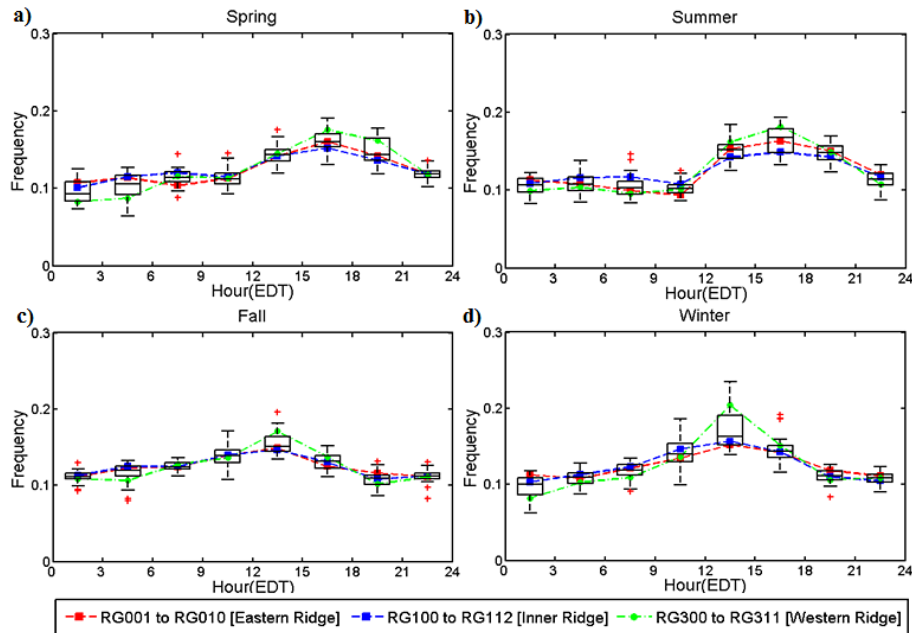 a)
Spring
0.3
0.2
0.1
0
Frequency
0 3 6 9 12 15 18 21 24
Hour(EDT)
b)
Summer
0.3
0.2
0.1
0
Frequency
0 3 6 9 12 15 18 21 24
Hour(EDT)
c)
Fall
0.3
0.2
0.1
0
Frequency
0 3 6 9 12 15 18 21 24
Hour(EDT)
d)
Winter
0.3
0.2
0.1
0
Frequency
0 3 6 9 12 15 18 21 24
Hour(EDT)
RG001 to RG010 [Eastern Ridge] RG100 to RG112 [Inner Ridge] RG300 to RG311 [Western Ridge]